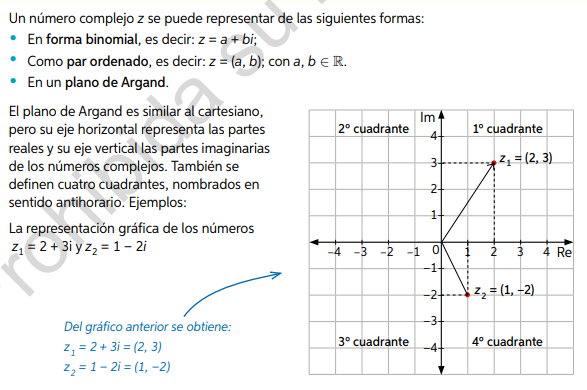 Un número complejo z se puede representar de las siguientes formas:
• En forma binomial, es decir: z = a + bi;
• Como par ordenado, es decir: z = (a, b); con a, b ∈ ℝ.
• En un plano de Argand.
El plano de Argand es similar al cartesiano,
pero su eje horizontal representa las partes
reales y su eje vertical las partes imaginarias
de los números complejos. También se
definen cuatro cuadrantes, nombrados en
sentido antihorario. Ejemplos:
La representación gráfica de los números
z₁ = 2 + 3i y z₂ = 1 − 2i
Del gráfico anterior se obtiene:
z₁ = 2 + 3i = (2, 3)
z₂ = 1 − 2i = (1, −2)
Im
2º cuadrante
4
1º cuadrante
3
z₁ = (2, 3)
2
1
−4 −3 −2 −1 0 1 2 3 4 Re
−1
−2
z₂ = (1, −2)
−3
3º cuadrante
−4
4º cuadrante
rohibida su